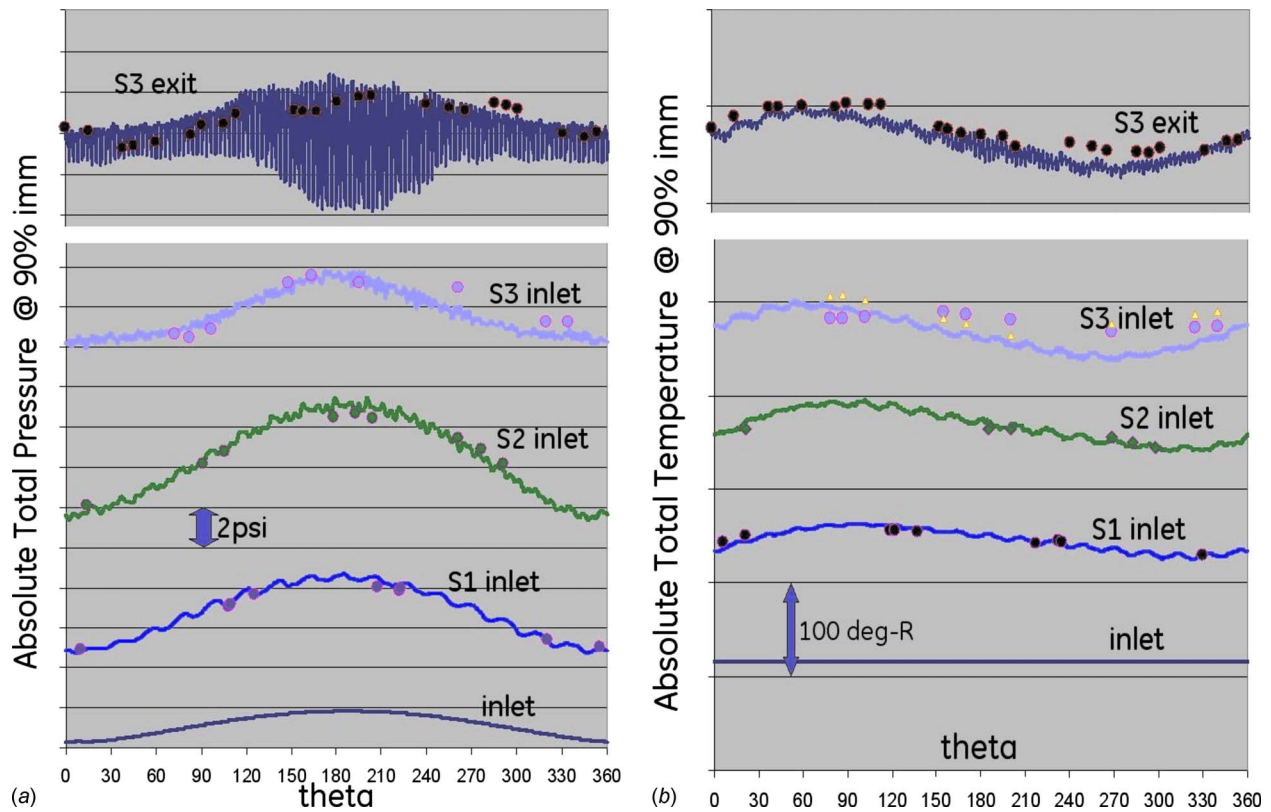 Absolute Total Pressure @ 90% imm
S3 exit
S3 inlet
S2 inlet
2psi
S1 inlet
inlet
0 30 60 90 120 150 180 210 240 270 300 330 360
(a)
theta
Absolute Total Temperature @ 90% imm
S3 exit
S3 inlet
S2 inlet
S1 inlet
100 deg-R
inlet
theta
0 30 60 90 120 150 180 210 240 270 300 330 360
(b)